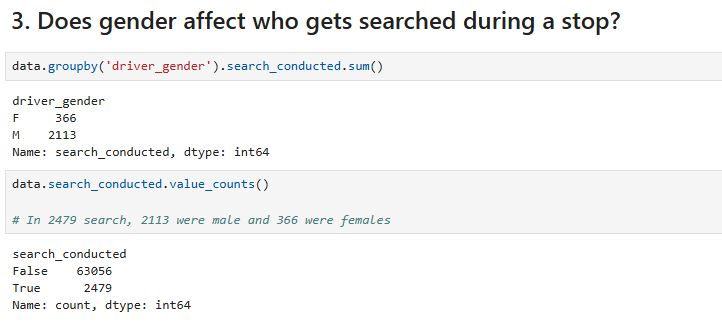 3. Does gender affect who gets searched during a stop?
data.groupby('driver_gender').search_conducted.sum()
driver_gender
F     366
M    2113
Name: search_conducted, dtype: int64
data.search_conducted.value_counts()
# In 2479 search, 2113 were male and 366 were females
search_conducted
False    63056
True      2479
Name: count, dtype: int64